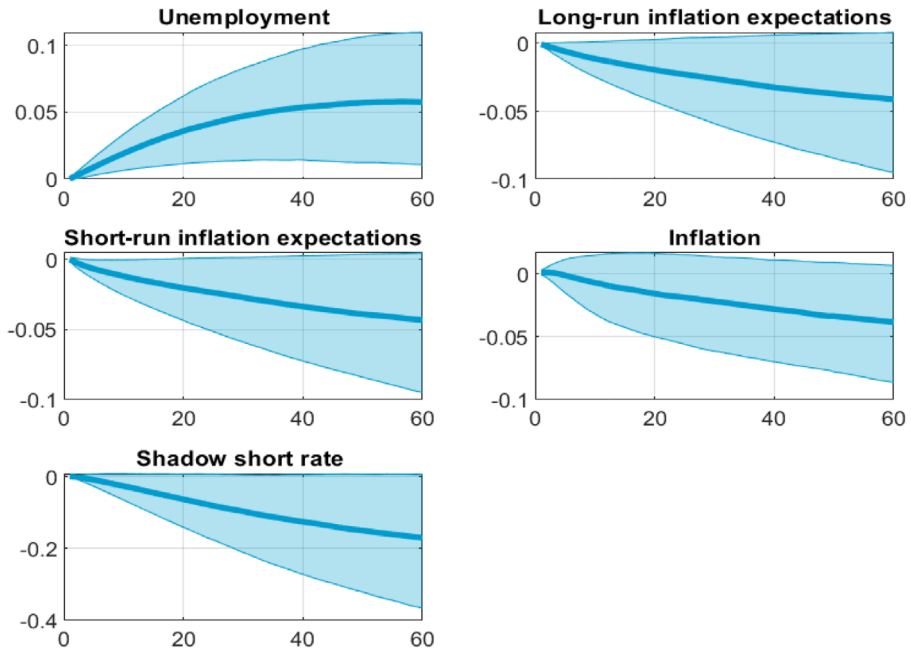 Unemployment
0.1
0.05
0
0 20 40 60
Long-run inflation expectations
0
-0.05
-0.1
0 20 40 60
Short-run inflation expectations
0
-0.05
-0.1
0 20 40 60
Inflation
0
-0.05
-0.1
0 20 40 60
Shadow short rate
0
-0.2
-0.4
0 20 40 60